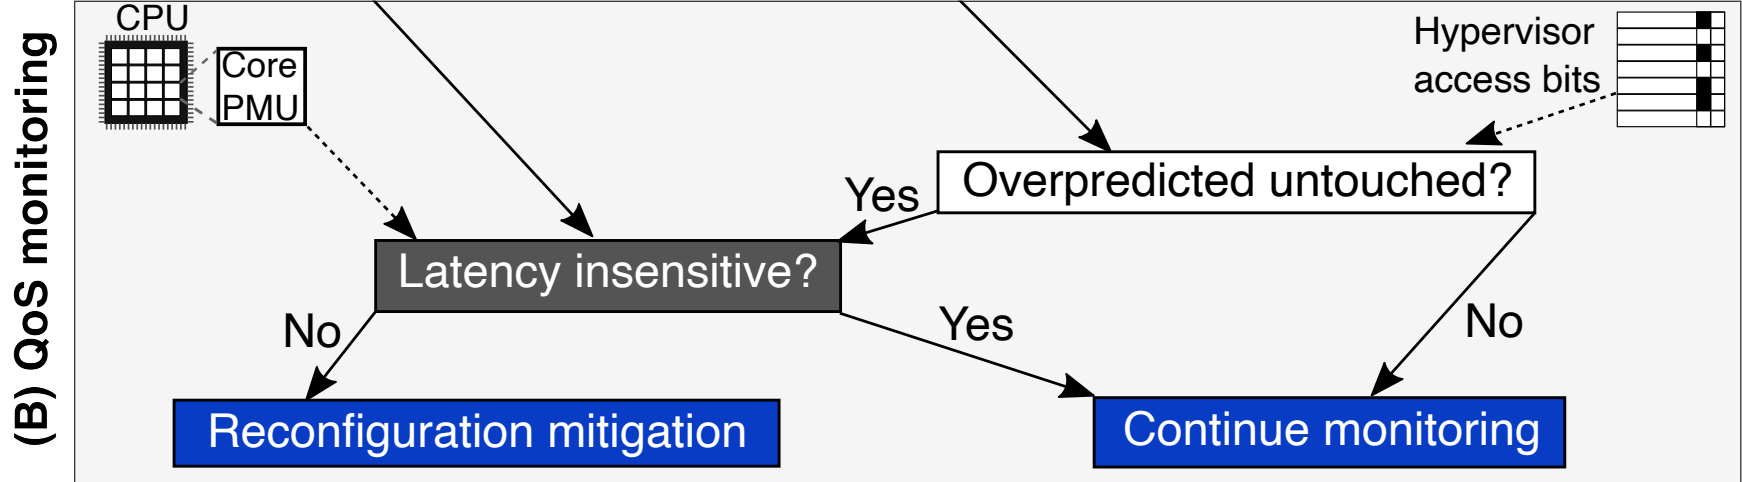 (B) QoS monitoring
CPU
Core
PMU
Hypervisor
access bits
Overpredicted untouched?
Yes
Latency insensitive?
No
Yes
No
Reconfiguration mitigation
Continue monitoring